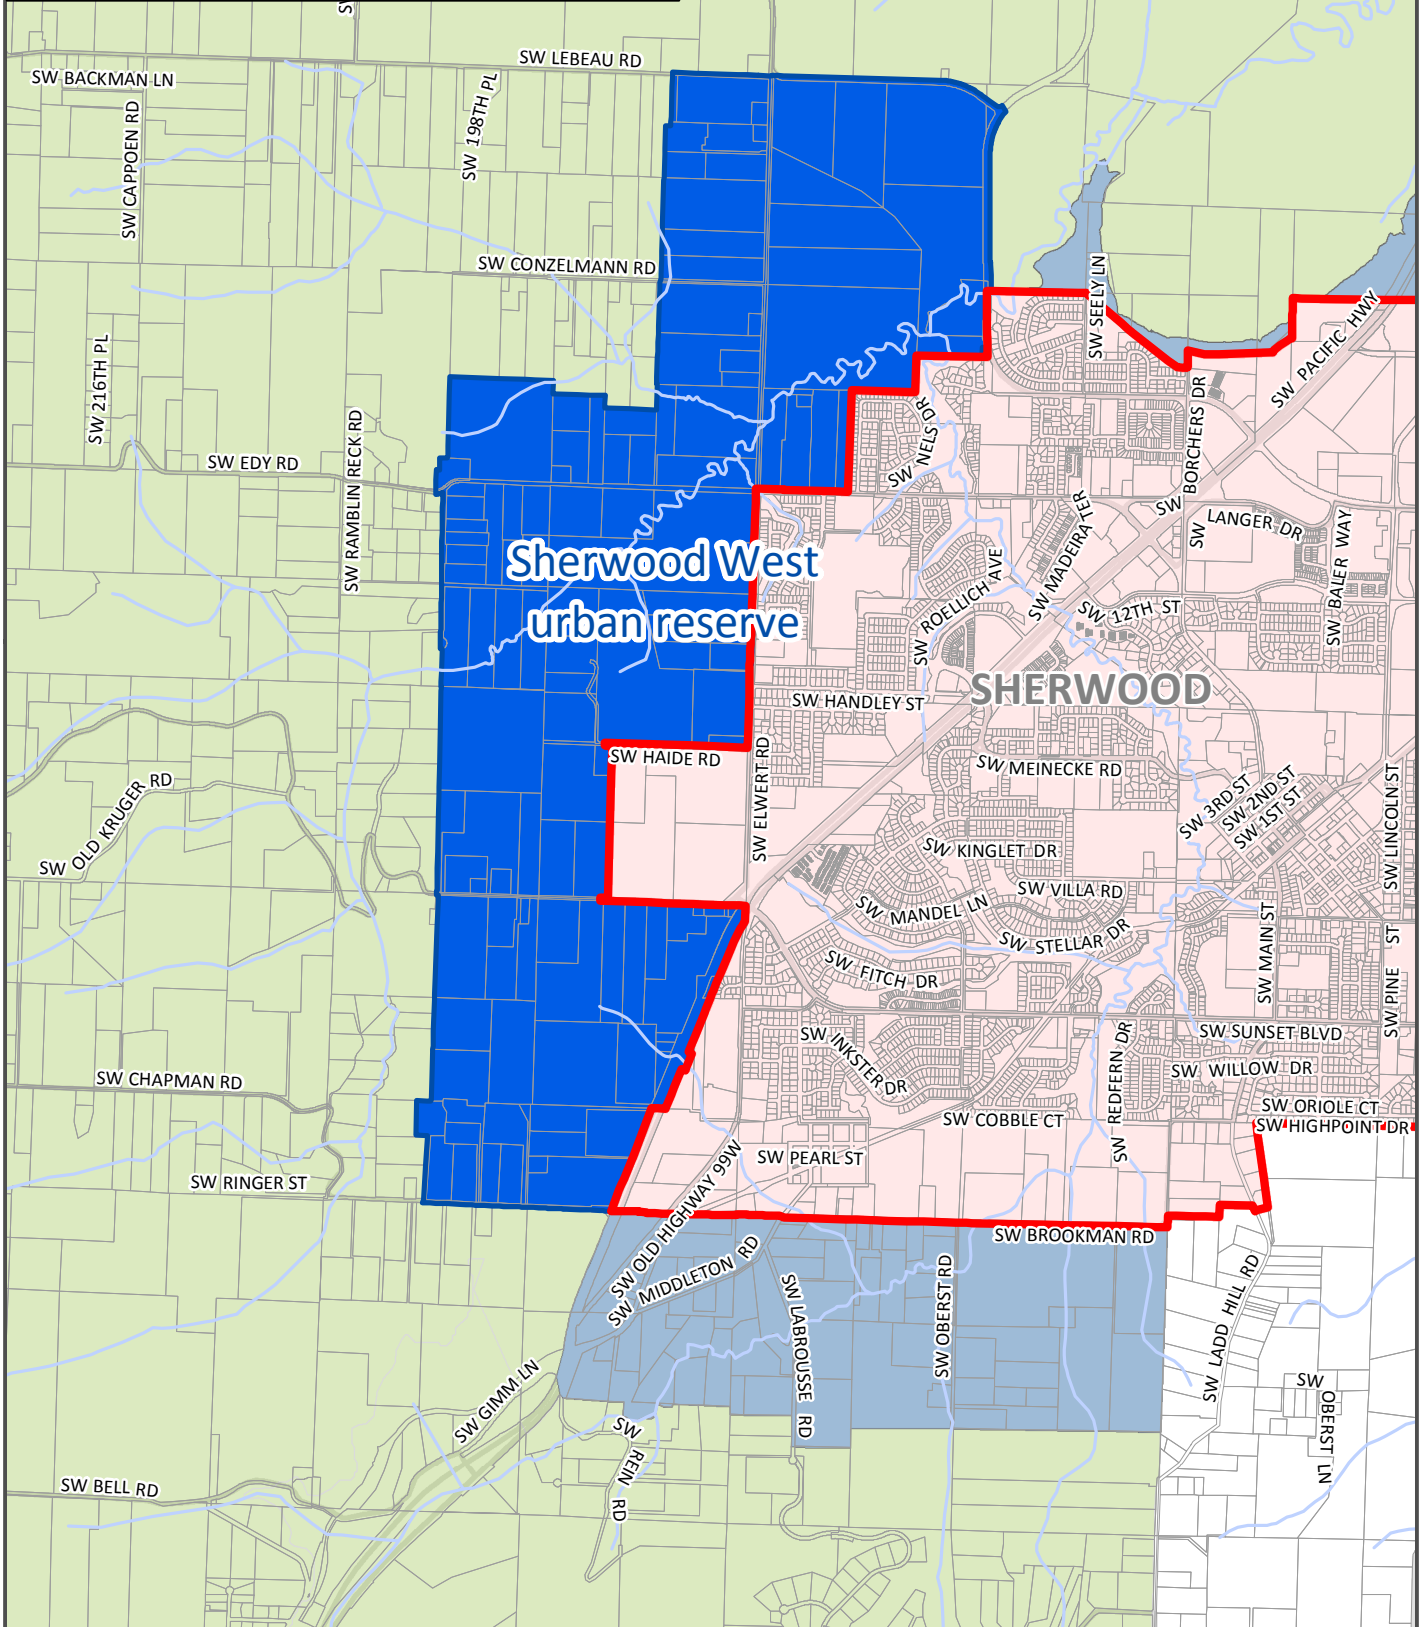 SW LEBEAU RD
SW BACKMAN LN
SW CAPPOEN RD
SW 198TH PL
SW CONZELMANN RD
SW SEELY LN
SW PACIFIC HWY
SW 216TH PL
SW RAMBLIN RECK RD
SW EDY RD
SW NELS DR
SW BORCHERS DR
SW LANGER DR
SW BALER WAY
SW MADEIRA TER
SW ROELLICH AVE
SW 12TH ST
Sherwood West
urban reserve
SHERWOOD
SW HANDLEY ST
SW HAIDE RD
SW ELWERT RD
SW MEINECKE RD
SW 3RD ST
SW 2ND ST
SW 1ST ST
SW LINCOLN ST
SW OLD KRUGER RD
SW KINGLET DR
SW VILLA RD
SW MANDEL LN
SW STELLAR DR
SW MAIN ST
SW PINE ST
SW FITCH DR
SW SUNSET BLVD
SW INKSTER DR
SW REDFERN DR
SW WILLOW DR
SW CHAPMAN RD
SW ORIOLE CT
SW COBBLE CT
SW HIGHPOINT DR
SW PEARL ST
SW RINGER ST
SW OLD HIGHWAY 99W
SW BROOKMAN RD
SW MIDDLETON RD
SW LABROUSSE RD
SW OBERST RD
SW LADD HILL RD
SW GIMM LN
SW OBERST LN
SW REIN RD
SW BELL RD